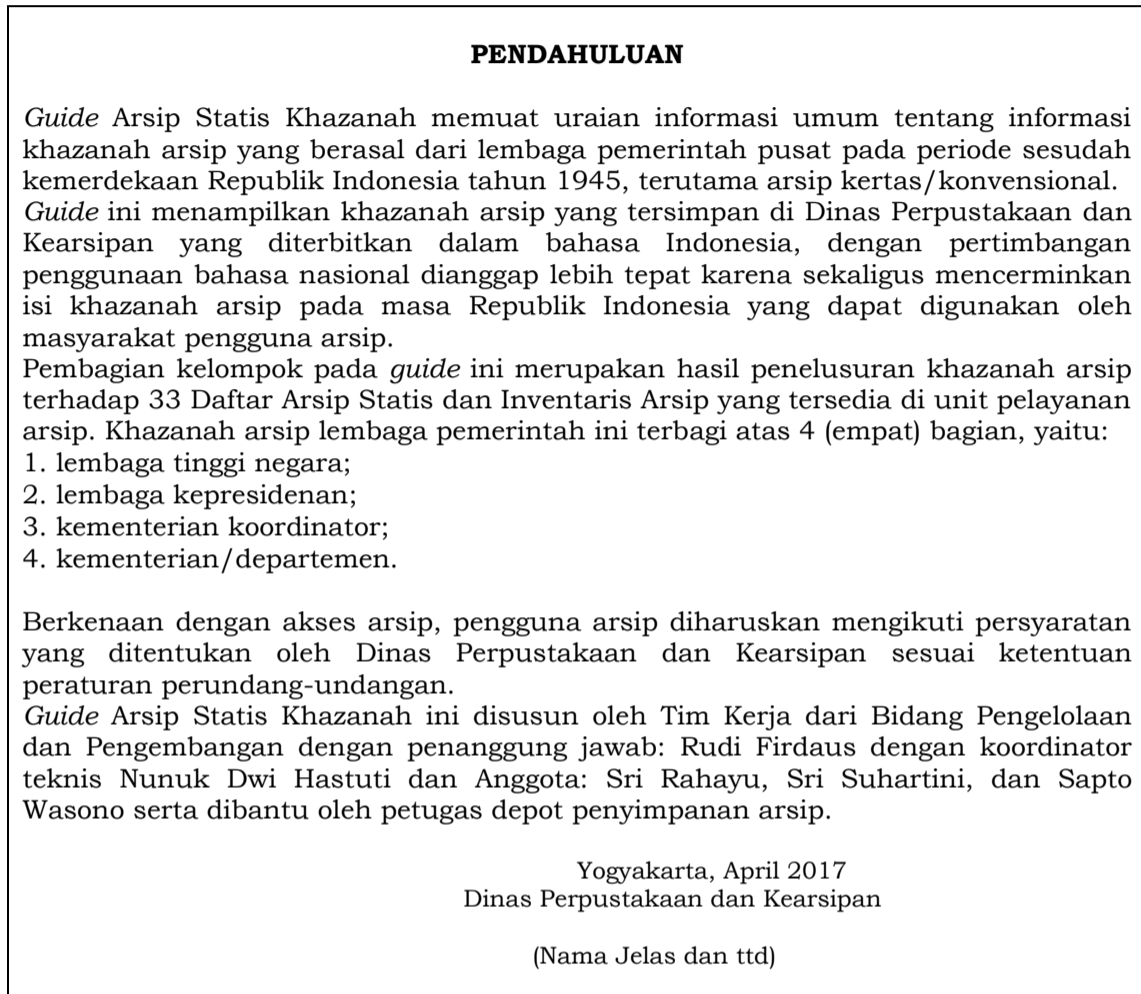 PENDAHULUAN
Guide Arsip Statis Khazanah memuat uraian informasi umum tentang informasi
khazanah arsip yang berasal dari lembaga pemerintah pusat pada periode sesudah
kemerdekaan Republik Indonesia tahun 1945, terutama arsip kertas/konvensional.
Guide ini menampilkan khazanah arsip yang tersimpan di Dinas Perpustakaan dan
Kearsipan yang diterbitkan dalam bahasa Indonesia, dengan pertimbangan
penggunaan bahasa nasional dianggap lebih tepat karena sekaligus mencerminkan
isi khazanah arsip pada masa Republik Indonesia yang dapat digunakan oleh
masyarakat pengguna arsip.
Pembagian kelompok pada guide ini merupakan hasil penelusuran khazanah arsip
terhadap 33 Daftar Arsip Statis dan Inventaris Arsip yang tersedia di unit pelayanan
arsip. Khazanah arsip lembaga pemerintah ini terbagi atas 4 (empat) bagian, yaitu:
1. lembaga tinggi negara;
2. lembaga kepresidenan;
3. kementerian koordinator;
4. kementerian/departemen.
Berkenaan dengan akses arsip, pengguna arsip diharuskan mengikuti persyaratan
yang ditentukan oleh Dinas Perpustakaan dan Kearsipan sesuai ketentuan
peraturan perundang-undangan.
Guide Arsip Statis Khazanah ini disusun oleh Tim Kerja dari Bidang Pengelolaan
dan Pengembangan dengan penanggung jawab: Rudi Firdaus dengan koordinator
teknis Nunuk Dwi Hastuti dan Anggota: Sri Rahayu, Sri Suhartini, dan Sapto
Wasono serta dibantu oleh petugas depot penyimpanan arsip.
Yogyakarta, April 2017
Dinas Perpustakaan dan Kearsipan
(Nama Jelas dan ttd)